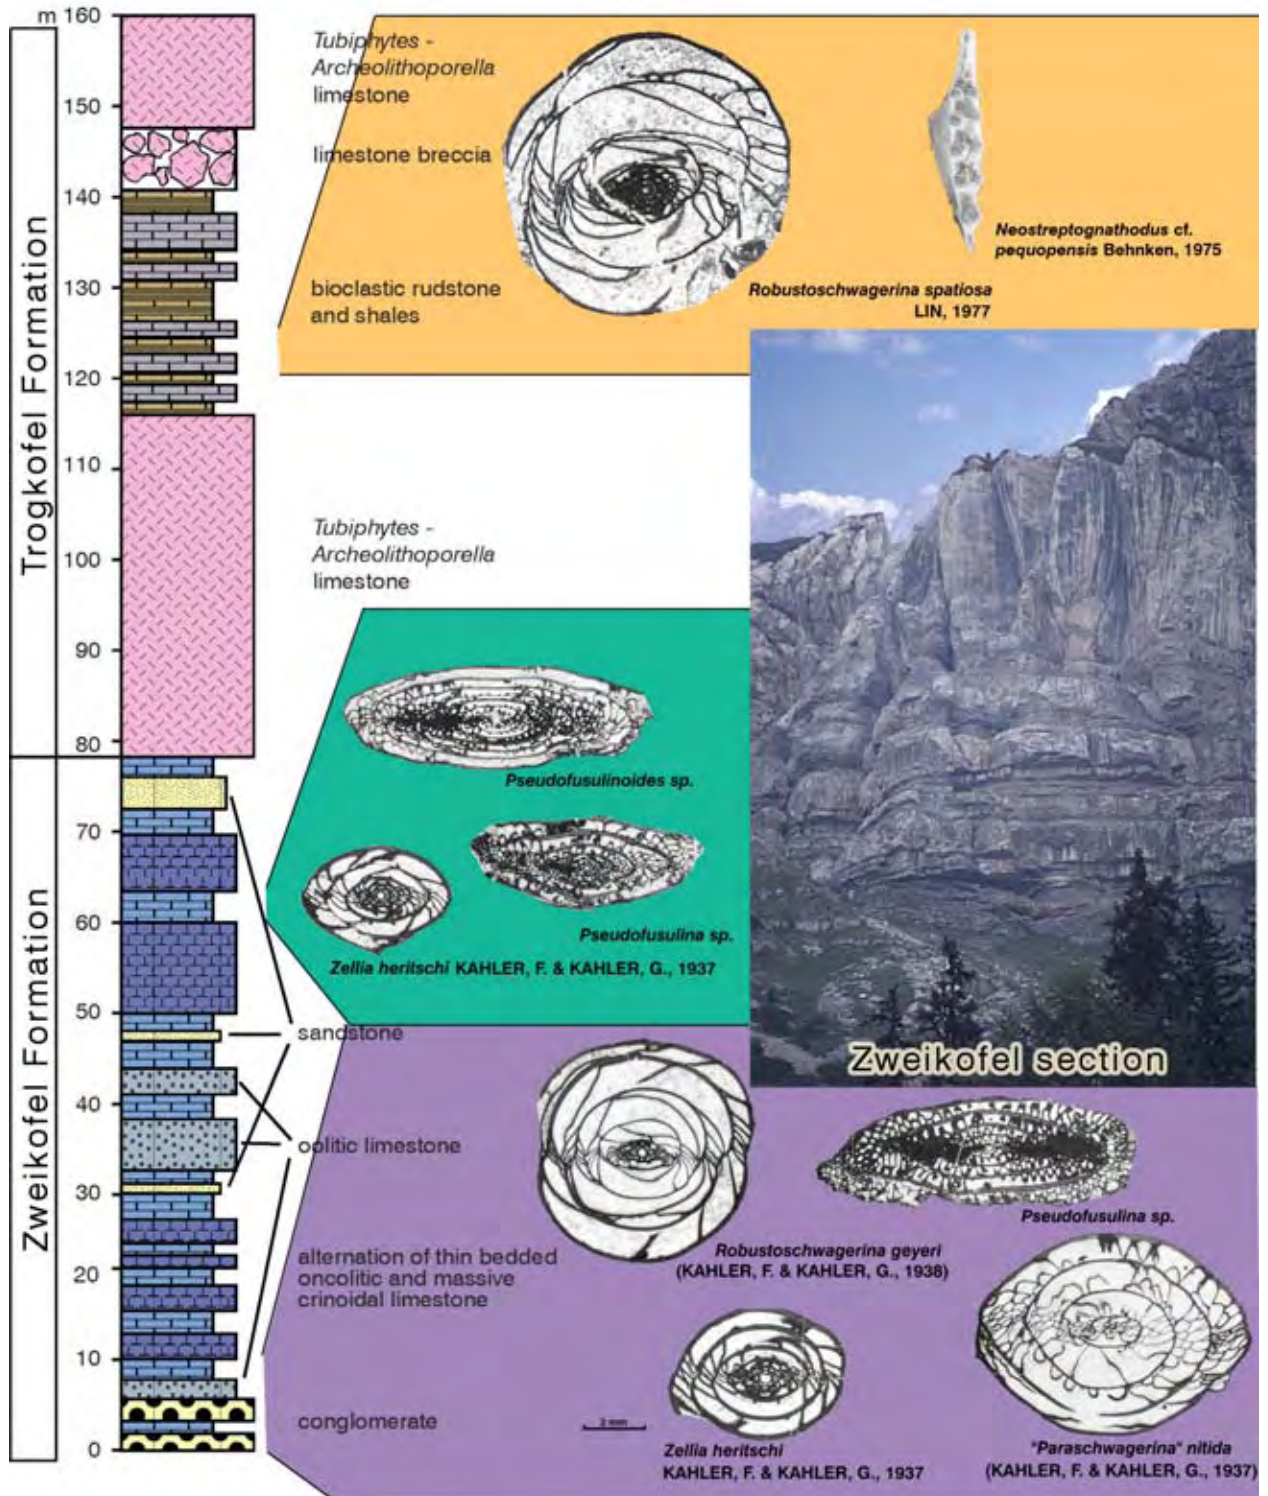 m 160
150
140
130
120
110
100
90
80
70
60
50
40
30
20
10
0
Trogkofel Formation
Zweikofel Formation
Tubiphytes -
Archeolithoporella
limestone
limestone breccia
bioclastic rudstone
and shales
Neostreptognathodus cf.
pequopensis Behnken, 1975
Robustoschwagerina spatiosa
LIN, 1977
Tubiphytes -
Archeolithoporella
limestone
Pseudofusulinoides sp.
Pseudofusulina sp.
Zellia heritschi KAHLER, F. & KAHLER, G., 1937
Zweikofel section
sandstone
oolitic limestone
alternation of thin bedded
oncolitic and massive
crinoidal limestone
conglomerate
Pseudofusulina sp.
Robustoschwagerina geyeri
(KAHLER, F. & KAHLER, G., 1938)
2 mm
Zellia heritschi
KAHLER, F. & KAHLER, G., 1937
"Paraschwagerina" nitida
(KAHLER, F. & KAHLER, G., 1937)